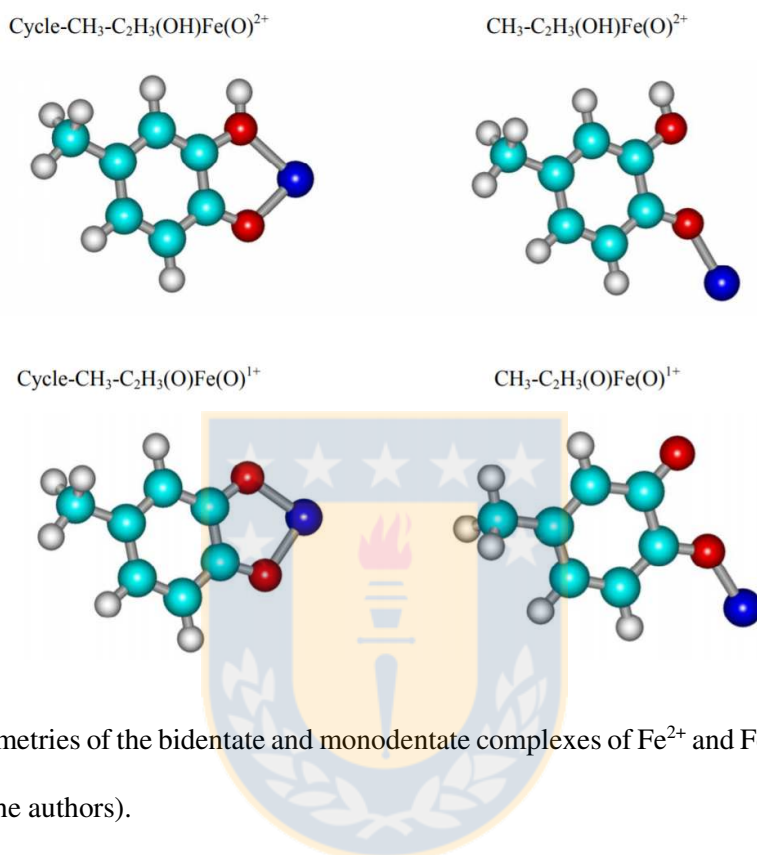 Cycle-CH₃-C₂H₃(OH)Fe(O)²⁺ CH₃-C₂H₃(OH)Fe(O)²⁺
Cycle-CH₃-C₂H₃(O)Fe(O)¹⁺ CH₃-C₂H₃(O)Fe(O)¹⁺
metries of the bidentate and monodentate complexes of Fe²⁺ and F
ne authors).